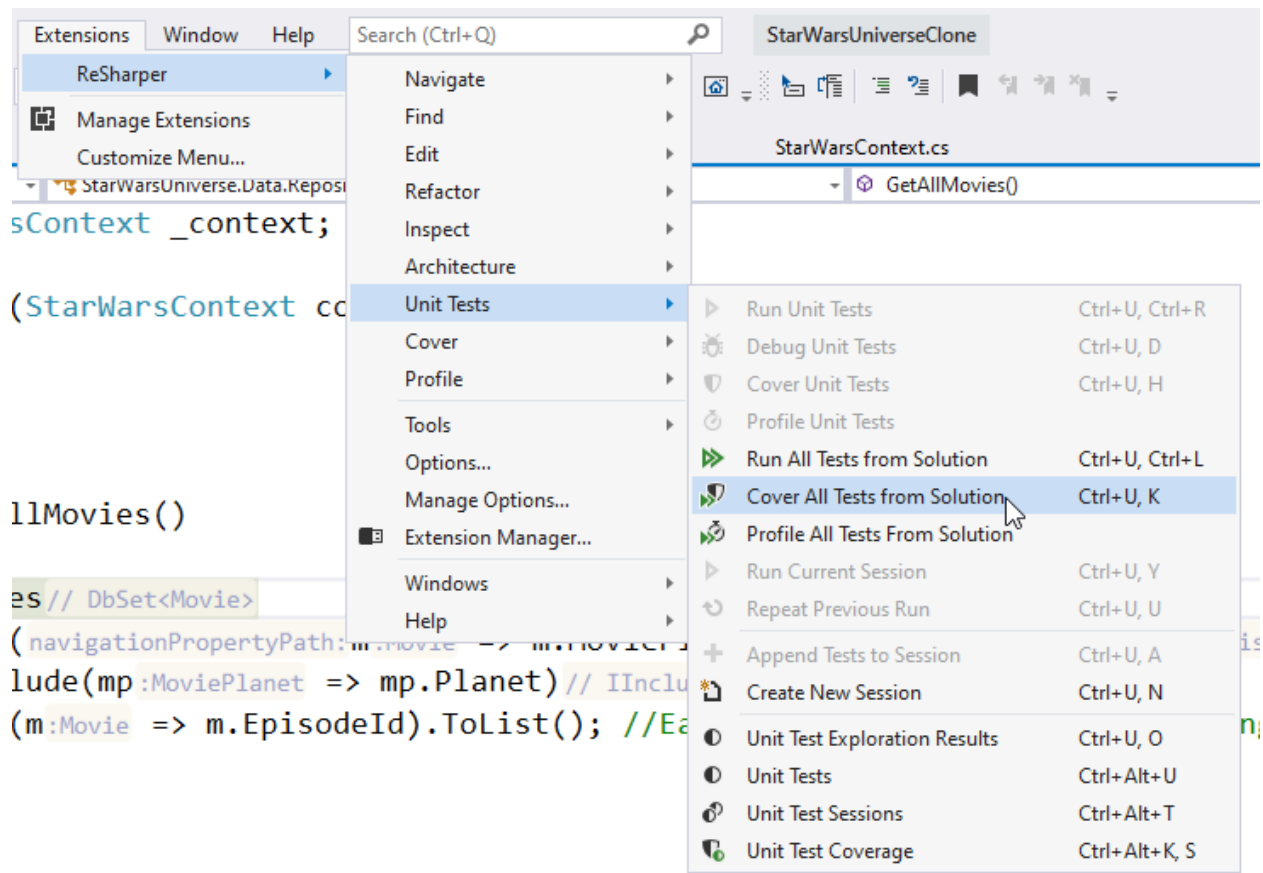 Extensions Window Help Search (Ctrl+Q) StarWarsUniverseClone
ReSharper
Manage Extensions
Customize Menu...
Navigate
Find
Edit
Refactor
Inspect
Architecture
Unit Tests
Cover
Profile
Tools
Options...
Manage Options...
Extension Manager...
Windows
Help
Run Unit Tests Ctrl+U, Ctrl+R
Debug Unit Tests Ctrl+U, D
Cover Unit Tests Ctrl+U, H
Profile Unit Tests
Run All Tests from Solution Ctrl+U, Ctrl+L
Cover All Tests from Solution Ctrl+U, K
Profile All Tests From Solution
Run Current Session Ctrl+U, Y
Repeat Previous Run Ctrl+U, U
Append Tests to Session Ctrl+U, A
Create New Session Ctrl+U, N
Unit Test Exploration Results Ctrl+U, O
Unit Tests Ctrl+Alt+U
Unit Test Sessions Ctrl+Alt+T
Unit Test Coverage Ctrl+Alt+K, S
StarWarsContext.cs
StarWarsUniverse.Data.Reposi GetAllMovies()
sContext _context;
(StarWarsContext co
llMovies()
es// DbSet<Movie>
(navigationPropertyPath:m:Movie => m.MoviePl
lude(mp:MoviePlanet => mp.Planet)// IInclu
(m:Movie => m.EpisodeId).ToList(); //Ea